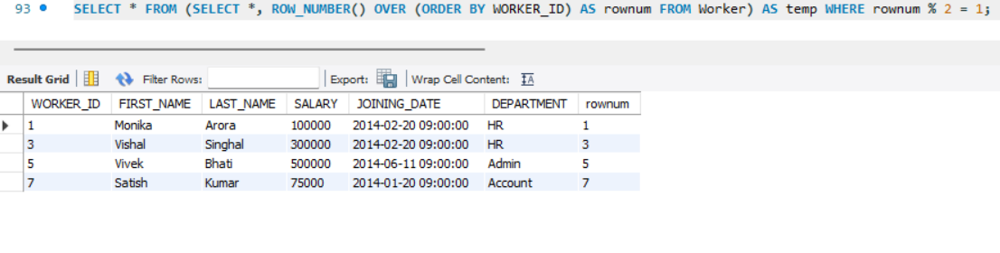 93 SELECT * FROM (SELECT *, ROW_NUMBER() OVER (ORDER BY WORKER_ID) AS rownum FROM Worker) AS temp WHERE rownum % 2 = 1;
Result Grid Filter Rows: Export: Wrap Cell Content: IA
WORKER_ID FIRST_NAME LAST_NAME SALARY JOINING_DATE DEPARTMENT rownum
1 Monika Arora 100000 2014-02-20 09:00:00 HR 1
3 Vishal Singhal 300000 2014-02-20 09:00:00 HR 3
5 Vivek Bhati 500000 2014-06-11 09:00:00 Admin 5
7 Satish Kumar 75000 2014-01-20 09:00:00 Account 7